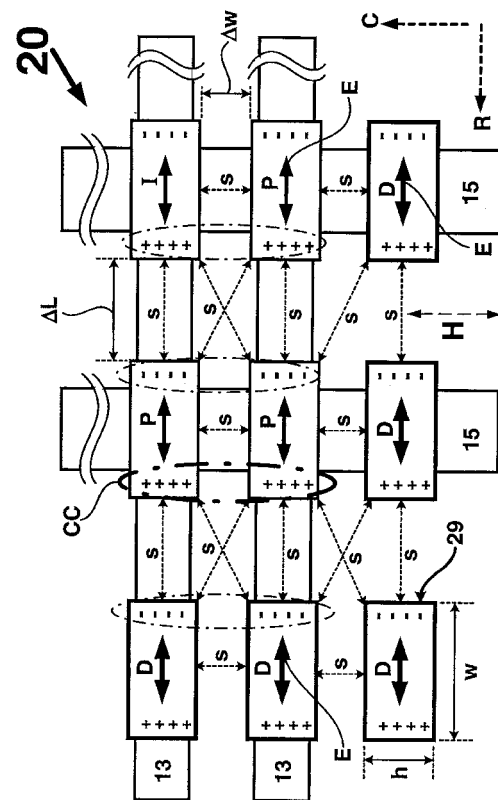 20
Δw
E
C
R
- - - -
- - - -
- - - -
I
s
P
s
D
15
+ + + +
+ + + +
+ + + +
E
ΔL
s
s
s
s
s
s
H
- - - -
- - - -
- - - -
P
s
P
s
D
15
+ + + +
+ + + +
+ + + +
CC
s
s
s
s
s
s
s
s
29
- - - -
- - - -
- - - -
D
s
D
s
D
w
+ + + +
+ + + +
+ + + +
13
13
E
h